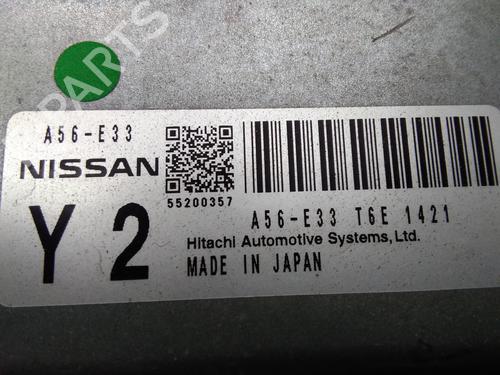 PARTS
A56-E33
NISSAN
55200357
Y 2
A56-E33 T6E 1421
Hitachi Automotive Systems, Ltd.
MADE IN JAPAN